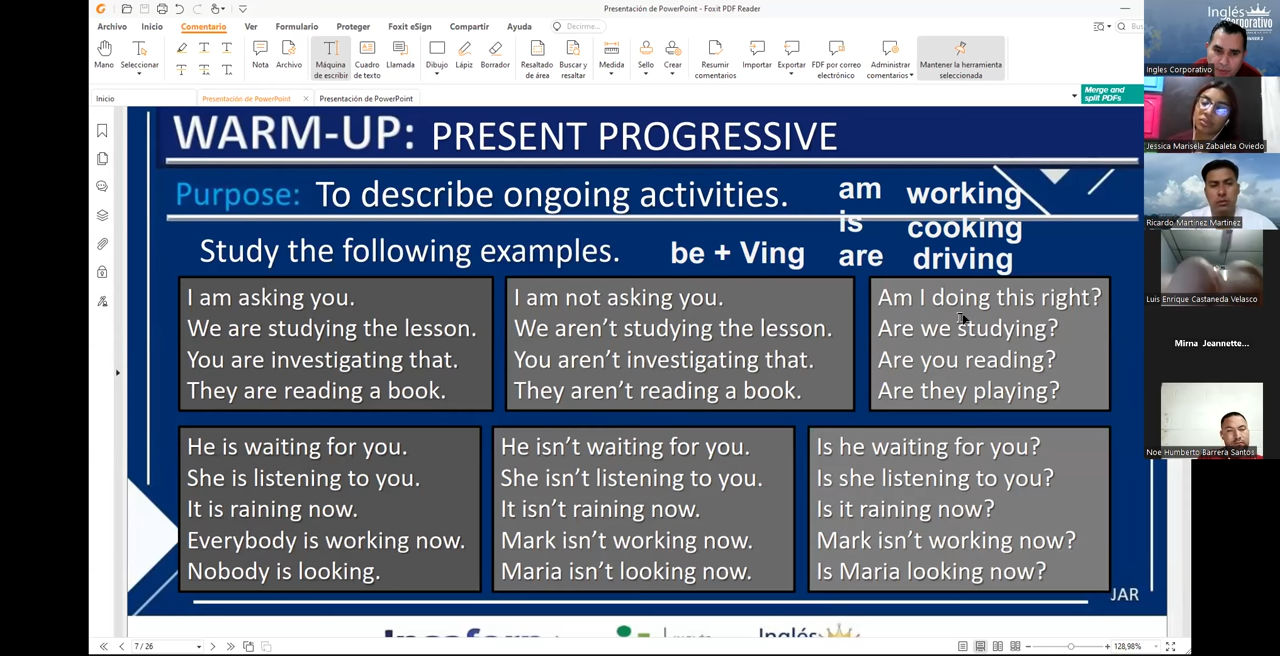 Presentación de PowerPoint - Foxit PDF Reader
Archivo Inicio Comentario Ver Formulario Proteger Foxit eSign Compartir Ayuda Decirme...
Mano Seleccionar Nota Archivo Máquina de escribir Cuadro de texto Llamada Dibujo Lápiz Borrador Resaltado de área Buscar y resaltar Medida Sello Crear Resumir comentarios Importar Exportar FDF por correo electrónico Administrar comentarios Mantener la herramienta seleccionada
Inicio Presentación de PowerPoint Presentación de PowerPoint
Merge and split PDFs
WARM-UP: PRESENT PROGRESSIVE
Purpose: To describe ongoing activities.
am working
is cooking
are driving
Study the following examples. be + Ving
I am asking you.
We are studying the lesson.
You are investigating that.
They are reading a book.
I am not asking you.
We aren't studying the lesson.
You aren't investigating that.
They aren't reading a book.
Am I doing this right?
Are we studying?
Are you reading?
Are they playing?
He is waiting for you.
She is listening to you.
It is raining now.
Everybody is working now.
Nobody is looking.
He isn't waiting for you.
She isn't listening to you.
It isn't raining now.
Mark isn't working now.
Maria isn't looking now.
Is he waiting for you?
Is she listening to you?
Is it raining now?
Mark isn't working now?
Is Maria looking now?
JAR
Inglés
7 / 26
128,98%
Inglés
Corporativo
Ingles Corporativo
Jessica Marisela Zabaleta Oviedo
Ricardo Martinez Martinez
Luis Enrique Castaneda Velasco
Mirna Jeannette...
Noe Humberto Barrera Santos